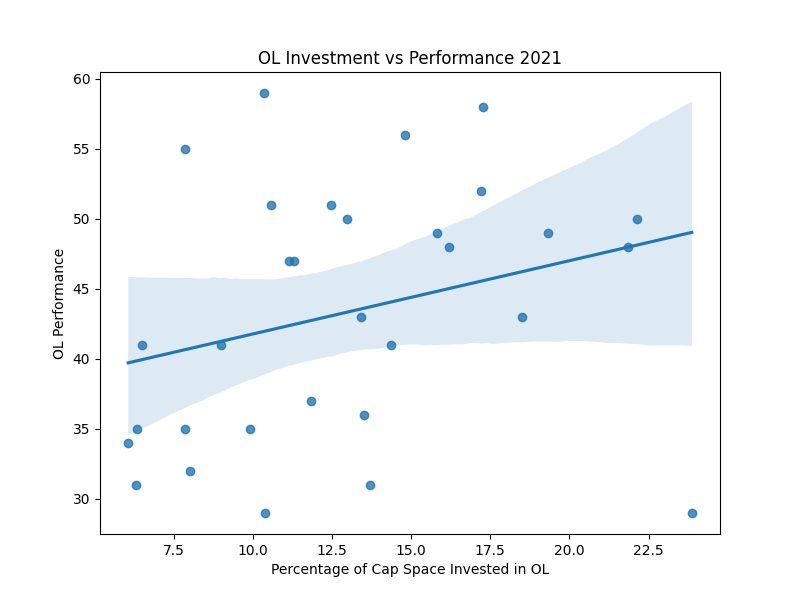 OL Investment vs Performance 2021
60
55
50
45
40
35
30
OL Performance
7.5 10.0 12.5 15.0 17.5 20.0 22.5
Percentage of Cap Space Invested in OL